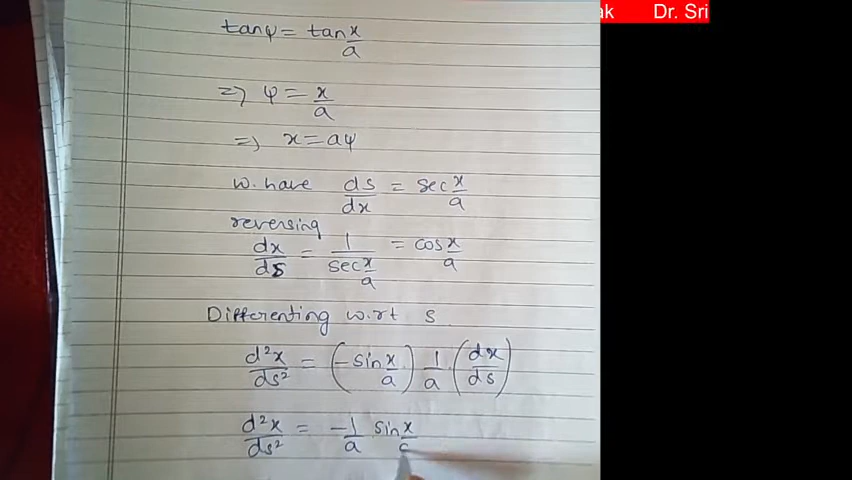 ak Dr. Sri
tanψ = tan x/a
=> ψ = x/a
=> x = aψ
w. have ds/dx = sec x/a
reversing
dx/ds = 1/sec x/a = cos x/a
Differenting w.rt s
d²x/ds² = (-sin x/a) 1/a (dx/ds)
d²x/ds² = -1/a sin x/